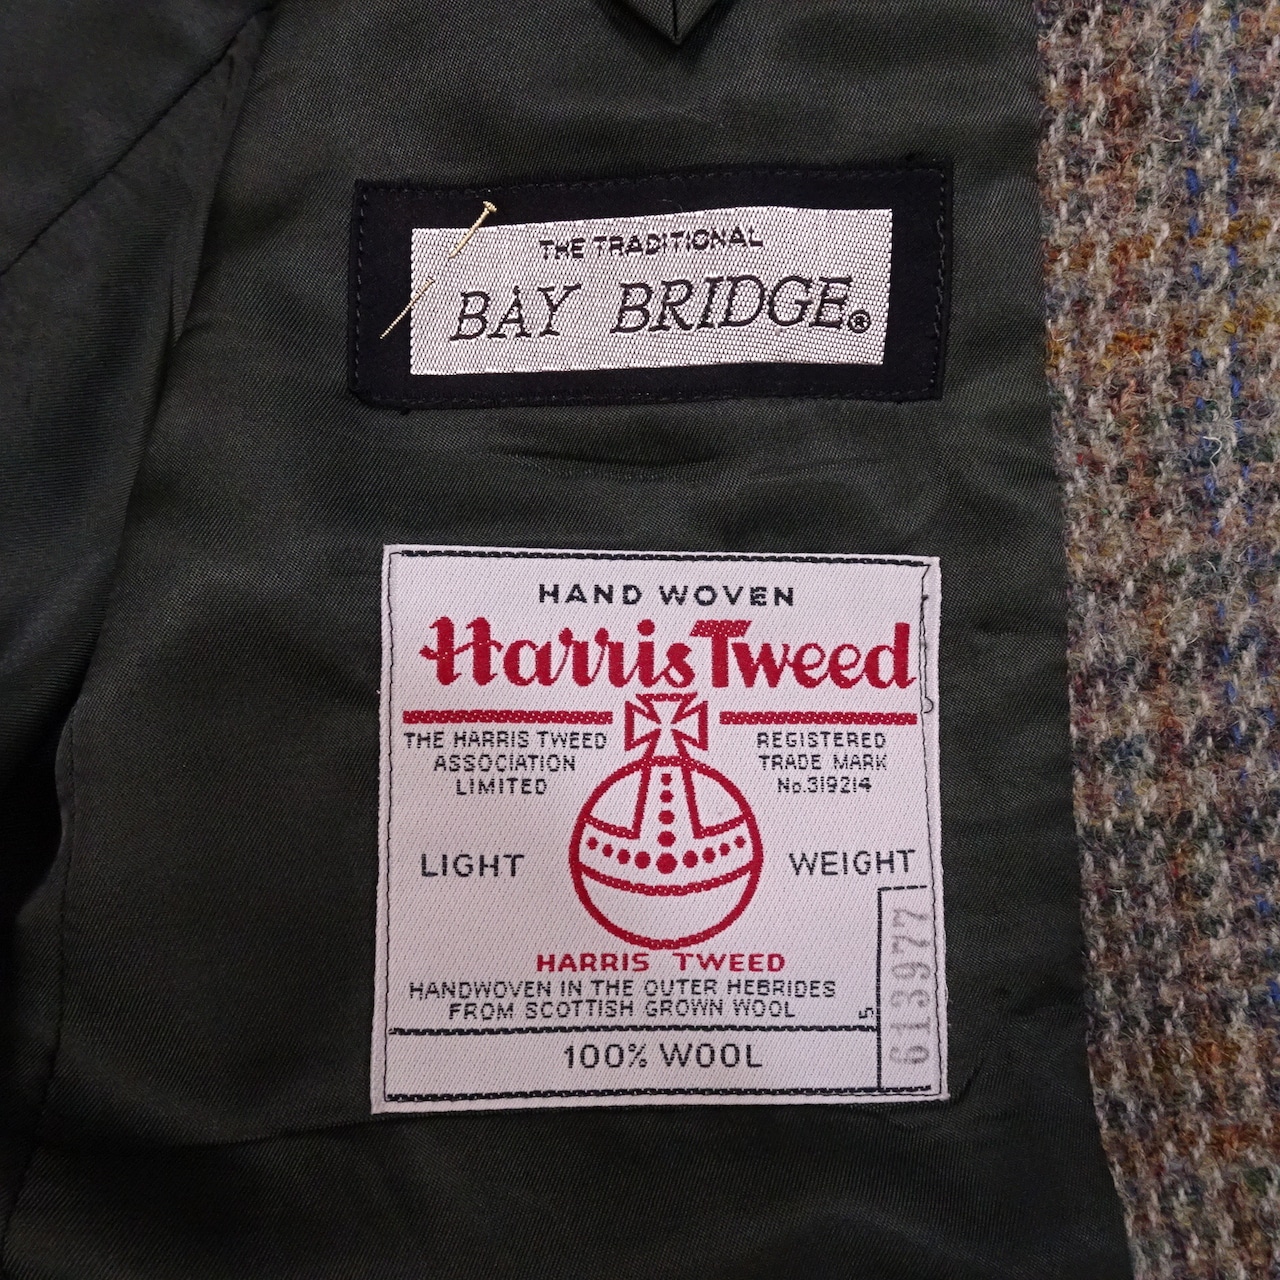 THE TRADITIONAL
BAY BRIDGE®
HAND WOVEN
Harris Tweed
THE HARRIS TWEED
ASSOCIATION
LIMITED
REGISTERED
TRADE MARK
No.319214
LIGHT WEIGHT
HARRIS TWEED
HANDWOVEN IN THE OUTER HEBRIDES
FROM SCOTTISH GROWN WOOL
100% WOOL
5
613977